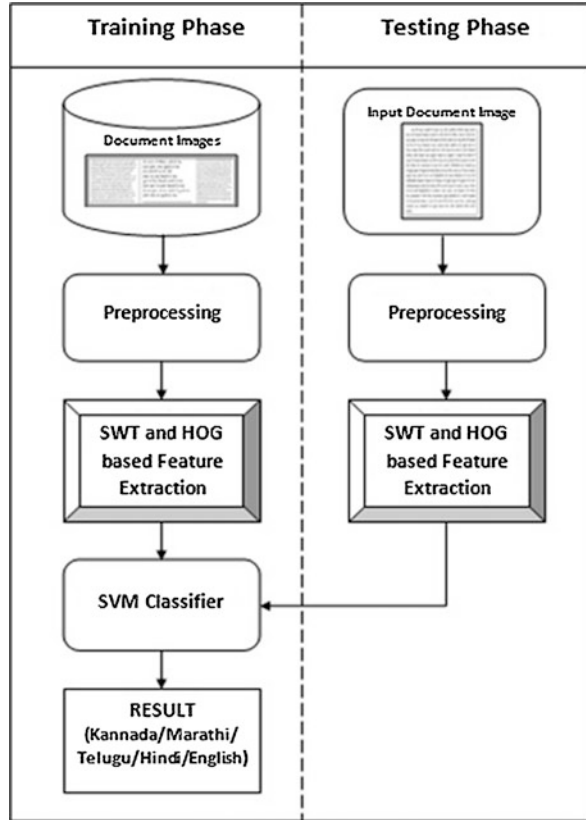 Training Phase
Testing Phase
Document Images
Input Document Image
Preprocessing
Preprocessing
SWT and HOG
based Feature
Extraction
SWT and HOG
based Feature
Extraction
SVM Classifier
RESULT
(Kannada/Marathi/
Telugu/Hindi/English)